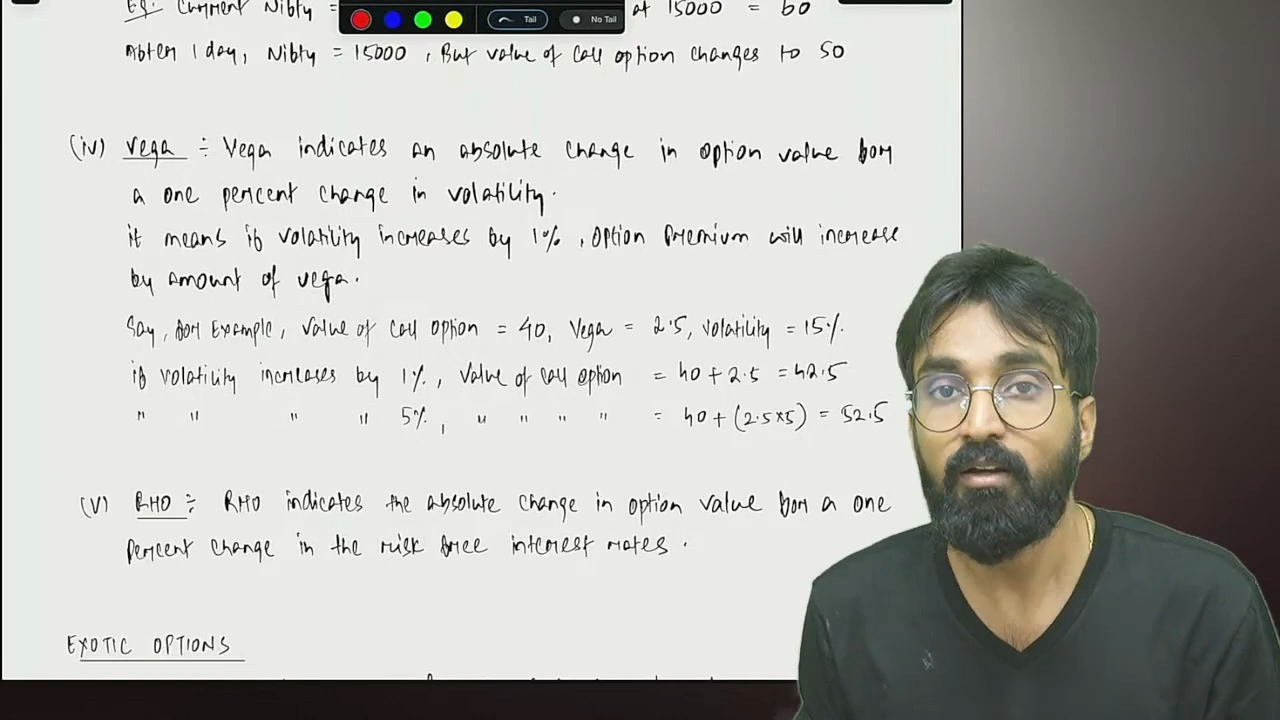 Eg:- Current Nifty = at 15000 = 60
Tail No Tail
After 1 day, Nifty = 15000, But value of call option changes to 50
(iv) Vega ÷ Vega indicates an absolute change in option value for
a one percent change in volatility.
it means if volatility increases by 1%, option Premium will increase
by amount of vega.
Say, for Example, value of call option = 40, Vega = 2.5, volatility = 15%.
if volatility increases by 1%, value of call option = 40 + 2.5 = 42.5
" " " " 5%, " " " " = 40 + (2.5×5) = 52.5
(v) RHO ÷ RHO indicates the absolute change in option value for a one
percent change in the risk free interest rates.
EXOTIC OPTIONS